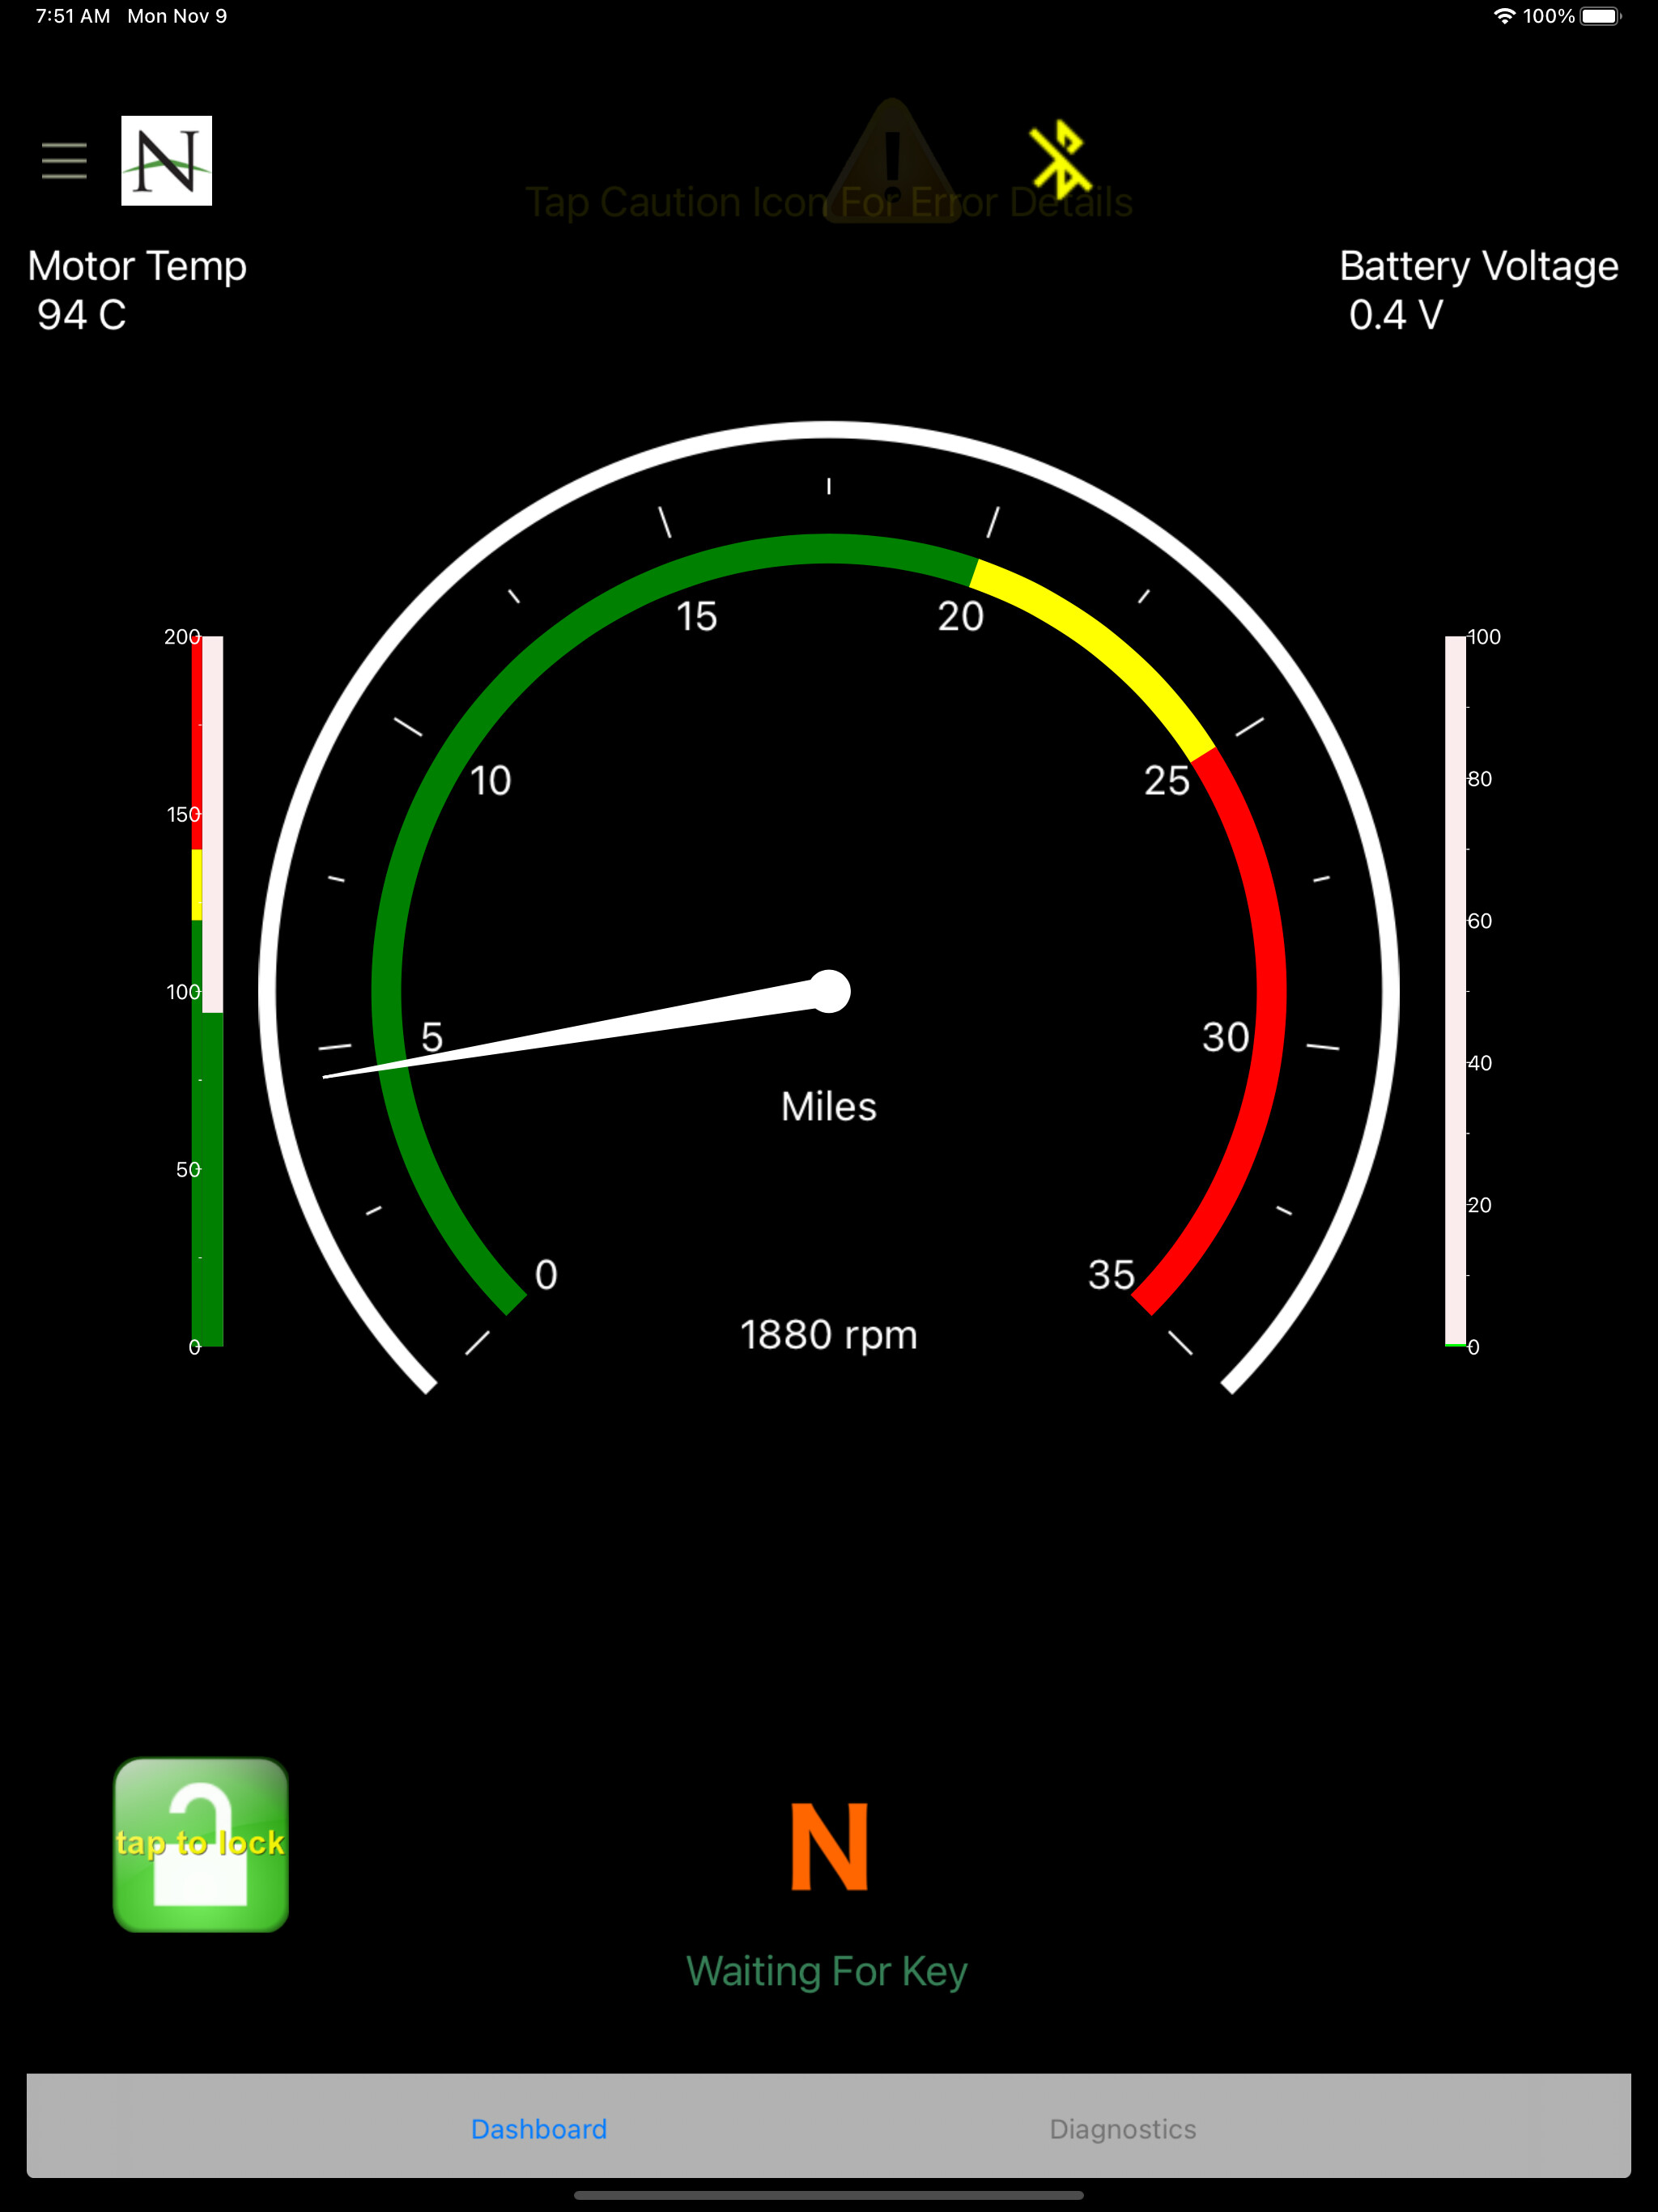 7:51 AM Mon Nov 9 100%
N
Tap Caution Icon For Error Details
Motor Temp
94 C
Battery Voltage
0.4 V
15 20
200 100
10 25
150 80
60
100
5 30
40
Miles
50
20
0 35
1880 rpm
0 0
tap to lock
N
Waiting For Key
Dashboard Diagnostics